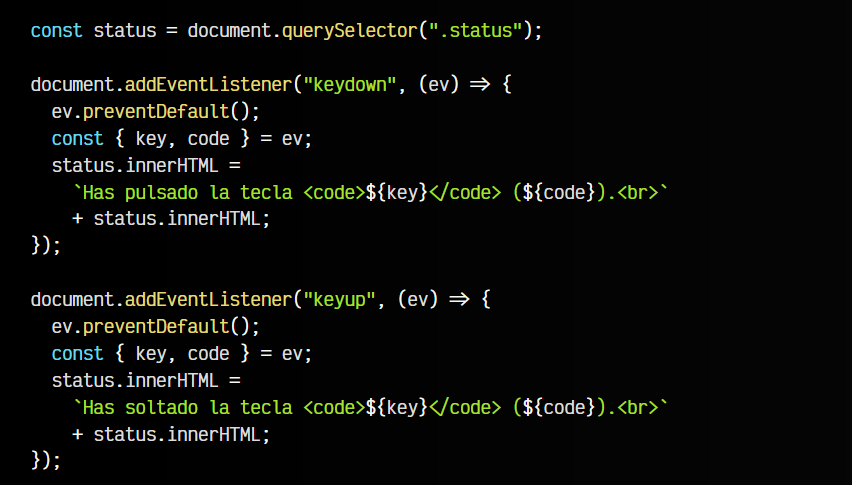 const status = document.querySelector(".status");
document.addEventListener("keydown", (ev) => {
ev.preventDefault();
const { key, code } = ev;
status.innerHTML =
`Has pulsado la tecla <code>${key}</code> (${code}).<br>`
+ status.innerHTML;
});
document.addEventListener("keyup", (ev) => {
ev.preventDefault();
const { key, code } = ev;
status.innerHTML =
`Has soltado la tecla <code>${key}</code> (${code}).<br>`
+ status.innerHTML;
});